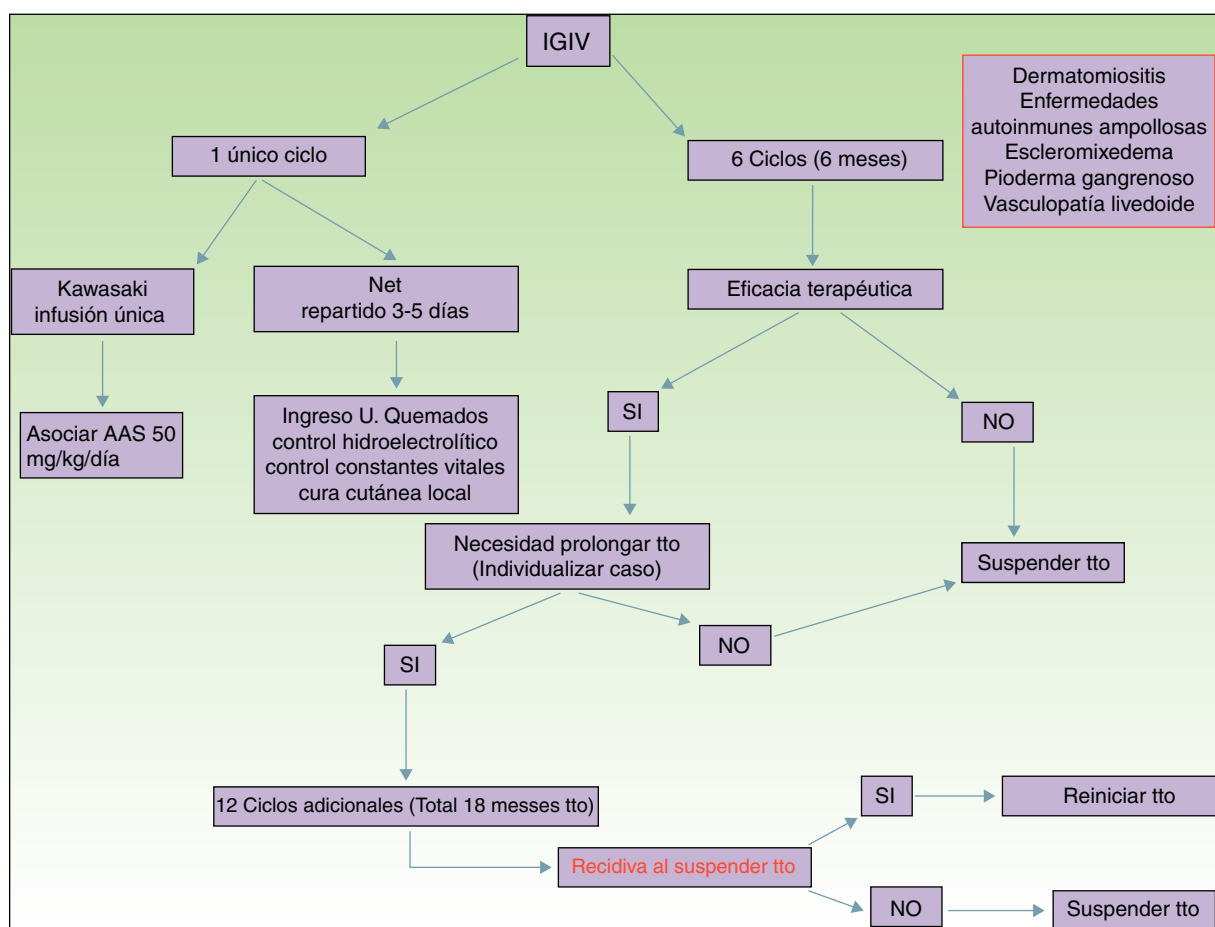 IGIV
Dermatomiositis
Enfermedades
autoinmunes ampollosas
Escleromixedema
Pioderma gangrenoso
Vasculopatía livedoide
1 único ciclo
6 Ciclos (6 meses)
Kawasaki
infusión única
Net
repartido 3-5 días
Eficacia terapéutica
Asociar AAS 50
mg/kg/día
Ingreso U. Quemados
control hidroelectrolítico
control constantes vitales
cura cutánea local
SI
NO
Necesidad prolongar tto
(Individualizar caso)
Suspender tto
SI
NO
12 Ciclos adicionales (Total 18 messes tto)
SI
Reiniciar tto
Recidiva al suspender tto
NO
Suspender tto